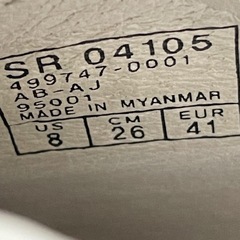 SR 04105
499747-0001
AB-AJ
95001
MADE IN MYANMAR
US CM EUR
8 26 41